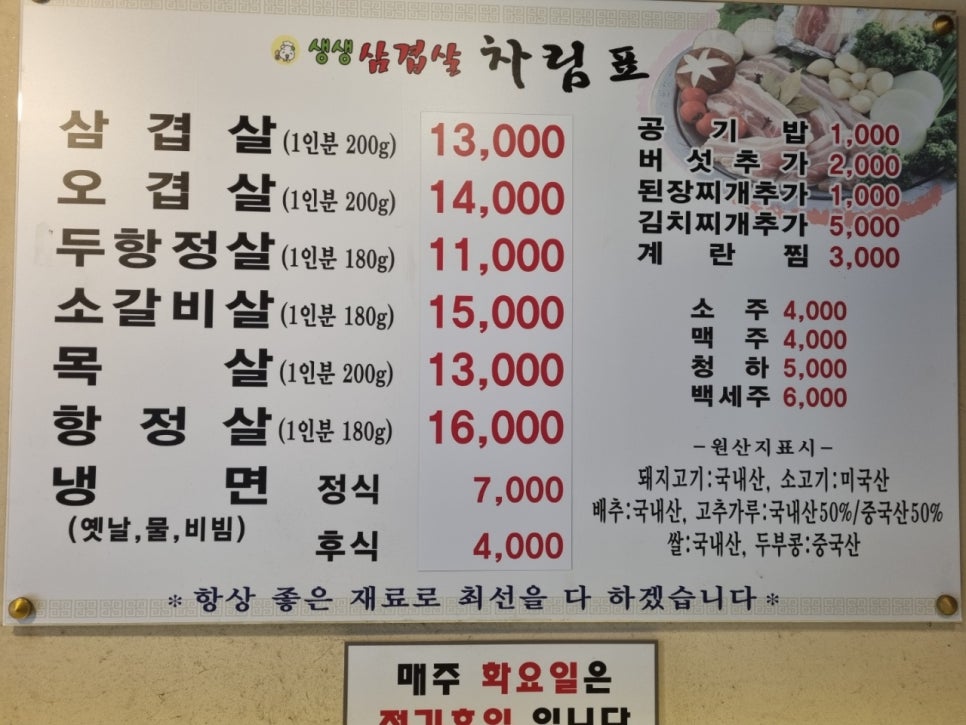 생생 삼겹살 차림표
삼겹살 (1인분 200g) 13,000
오겹살 (1인분 200g) 14,000
두항정살 (1인분 180g) 11,000
소갈비살 (1인분 180g) 15,000
목살 (1인분 200g) 13,000
항정살 (1인분 180g) 16,000
냉면 정식 7,000
(옛날,물,비빔)
후식 4,000
공기밥 1,000
버섯추가 2,000
된장찌개추가 1,000
김치찌개추가 5,000
계란찜 3,000
소주 4,000
맥주 4,000
청하 5,000
백세주 6,000
-원산지표시-
돼지고기:국내산, 소고기:미국산
배추:국내산, 고추가루:국내산50%/중국산50%
쌀:국내산, 두부콩:중국산
*항상 좋은 재료로 최선을 다 하겠습니다*
매주 화요일은
정기휴일 입니다